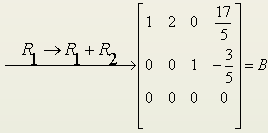 R₁ → R₁ + R₂
1 2 0 17/5
0 0 1 -3/5 = B
0 0 0 0